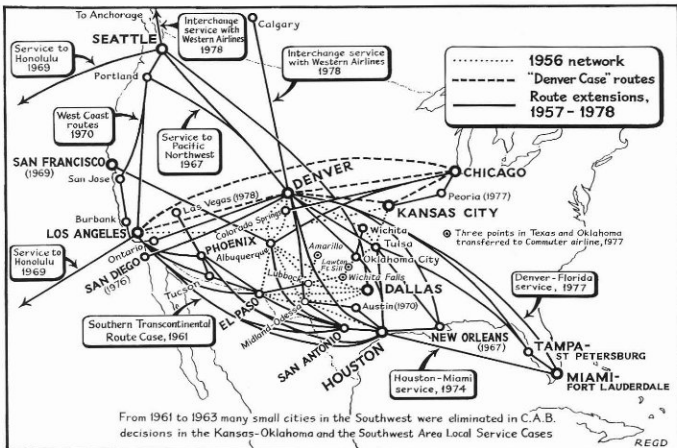 To Anchorage
Calgary
SEATTLE
Interchange
service with
Western Airlines
1978
Service to
Honolulu
1969
Interchange service
with Western Airlines
1978
Portland
1956 network
"Denver Case" routes
Route extensions,
1957-1978
West Coast
routes
1970
Service to
Pacific
Northwest
1967
SAN FRANCISCO
(1969)
San Jose
DENVER
CHICAGO
Peoria (1977)
KANSAS CITY
Las Vegas (1978)
Colorado Springs
Burbank
LOS ANGELES
Ontario
PHOENIX
Albuquerque
Wichita
Tulsa
Oklahoma City
Three points in Texas and Oklahoma
transferred to Commuter airline, 1977
Amarillo
Lawton
Ft Sill
Wichita Falls
Lubbock
DALLAS
Service to
Honolulu
1969
SAN DIEGO
(1976)
Tucson
EL PASO
Midland-Odessa
Austin (1970)
Denver-Florida
service, 1977
Southern Transcontinental
Route Case, 1961
SAN ANTONIO
HOUSTON
NEW ORLEANS
(1967)
TAMPA-
ST PETERSBURG
MIAMI-
FORT LAUDERDALE
Houston-Miami
service, 1974
From 1961 to 1963 many small cities in the Southwest were eliminated in C.A.B.
decisions in the Kansas-Oklahoma and the Southwest Area Local Service Cases
REGD